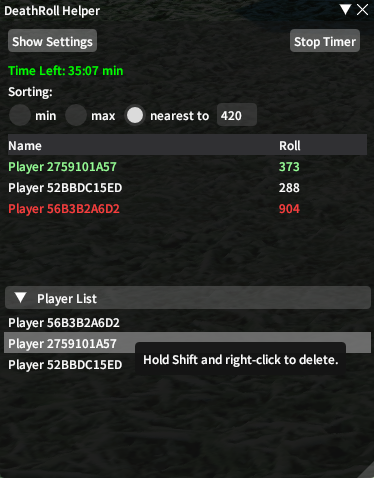 DeathRoll Helper
Show Settings Stop Timer
Time Left: 35:07 min
Sorting:
min max nearest to 420
Name Roll
Player 2759101A57 373
Player 52BBDC15ED 288
Player 56B3B2A6D2 904
Player List
Player 56B3B2A6D2
Player 2759101A57
Player 52BBDC15ED
Hold Shift and right-click to delete.